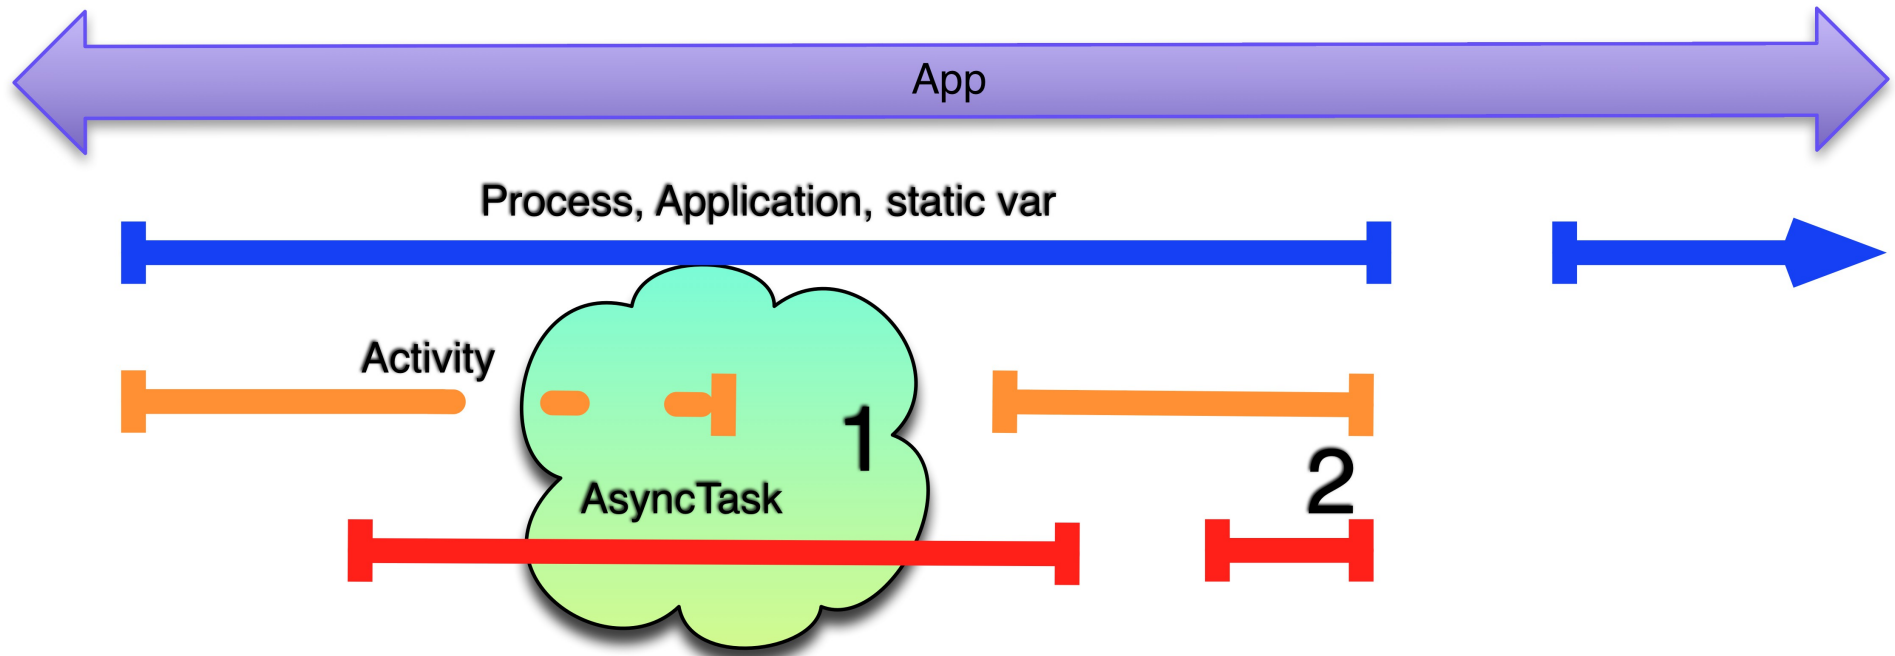 App
Process, Application, static var
Activity
1
AsyncTask
2